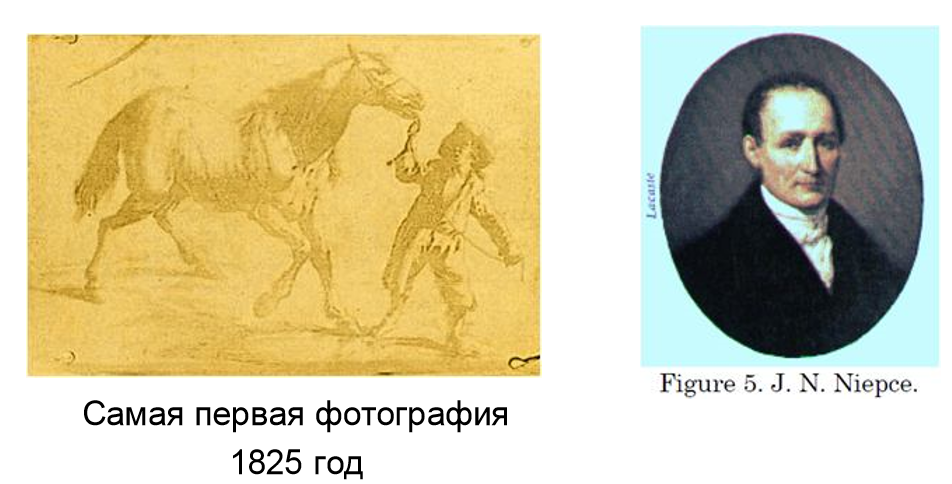 Самая первая фотография
1825 год
Lacaste
Figure 5. J. N. Niepce.